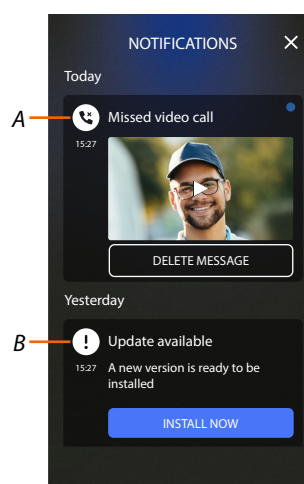 NOTIFICATIONS
Today
A
Missed video call
15:27
DELETE MESSAGE
Yesterday
B
Update available
15:27 A new version is ready to be
installed
INSTALL NOW